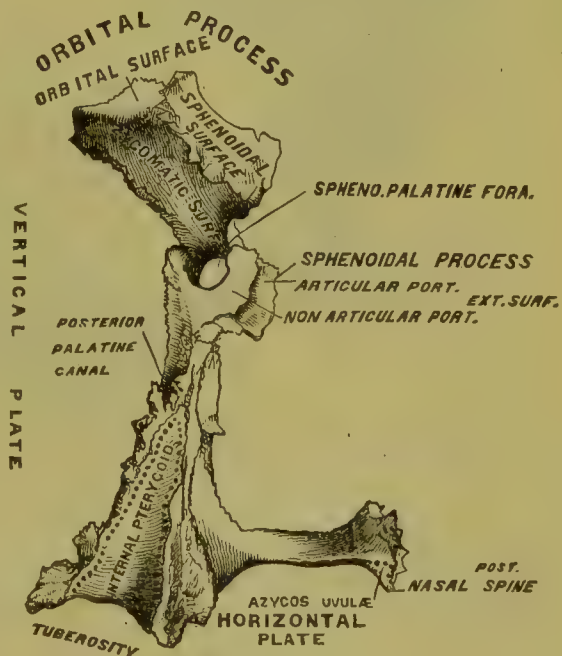 ORBITAL PROCESS
ORBITAL SURFACE
SPHENOIDAL
SURFACE
ZYGOMATIC SURF
SPHENO.PALATINE FORA.
SPHENOIDAL PROCESS
ARTICULAR PORT.
EXT. SURF.
NON ARTICULAR PORT.
VERTICAL PLATE
POSTERIOR
PALATINE
CANAL
INTERNAL PTERYGOID
POST.
NASAL SPINE
AZYGOS UVULÆ
HORIZONTAL
PLATE
TUBEROSITY